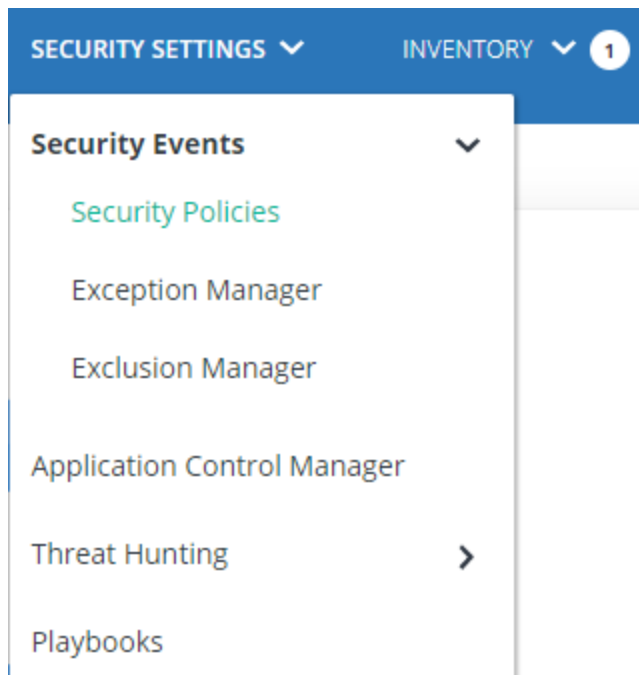 SECURITY SETTINGS INVENTORY 1
Security Events
Security Policies
Exception Manager
Exclusion Manager
Application Control Manager
Threat Hunting
Playbooks